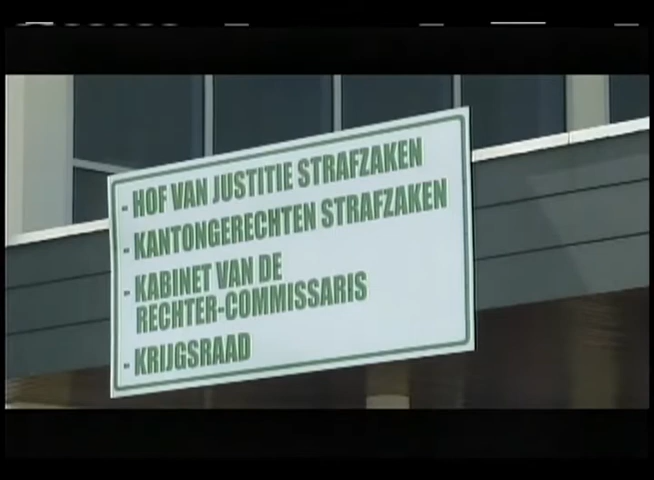 - HOF VAN JUSTITIE STRAFZAKEN
- KANTONGERECHTEN STRAFZAKEN
- KABINET VAN DE
RECHTER-COMMISSARIS
- KRIJGSRAAD